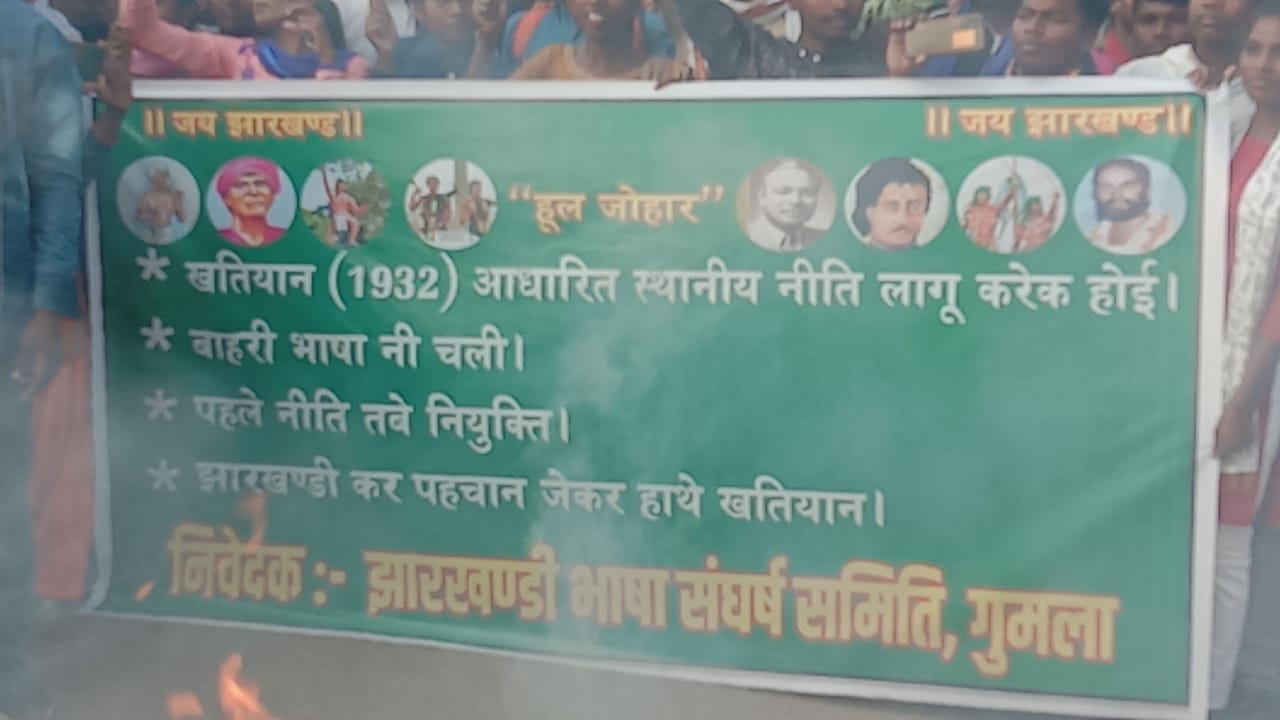 ।। जय झारखण्ड।। ।। जय झारखण्ड।।
“हूल जोहार”
* खतियान (1932) आधारित स्थानीय नीति लागू करेक होई।
* बाहरी भाषा नी चली।
* पहले नीति तबे नियुक्ति।
* झारखण्डी कर पहचान जेकर हाथे खतियान।
निवेदक :- झारखण्डी भाषा संघर्ष समिति, गुमला